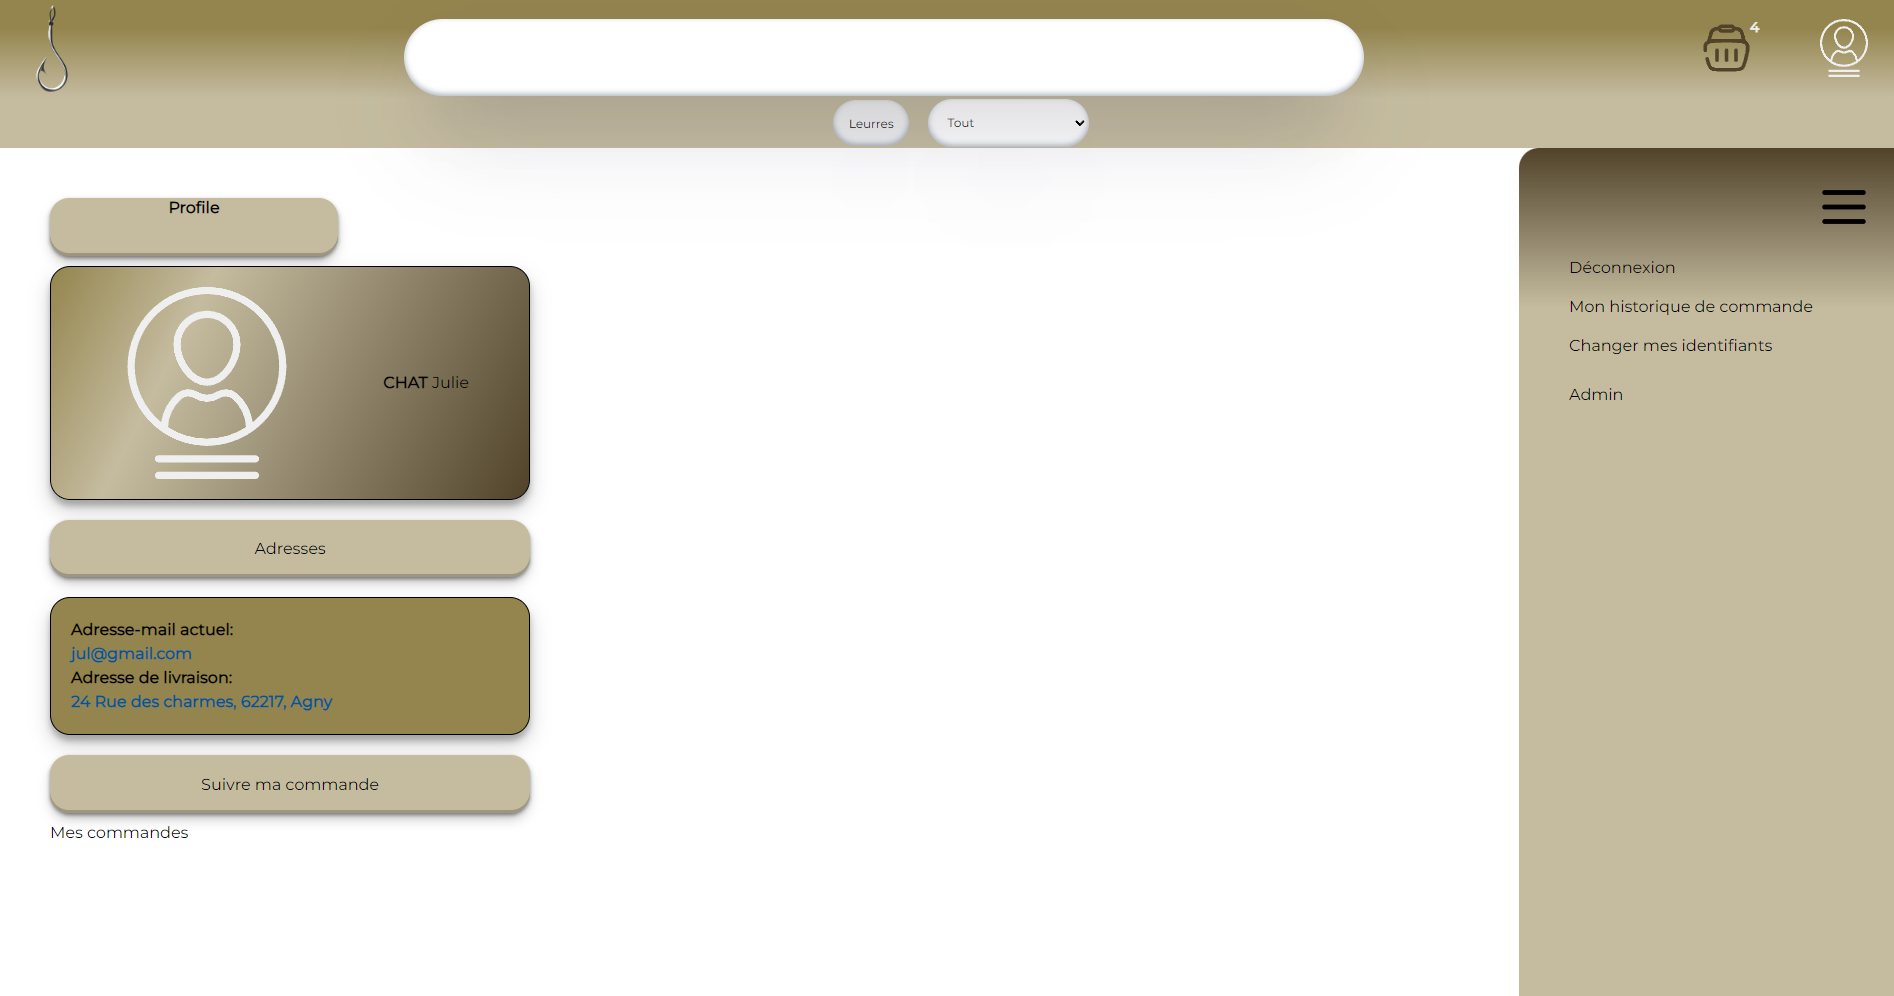 4
Leurres
Tout
Profile
CHAT Julie
Adresses
Adresse-mail actuel:
jul@gmail.com
Adresse de livraison:
24 Rue des charmes, 62217, Agny
Suivre ma commande
Mes commandes
Déconnexion
Mon historique de commande
Changer mes identifiants
Admin